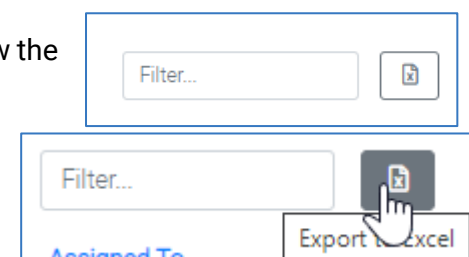 w the
Filter...
Filter...
Export to Excel
Assigned To